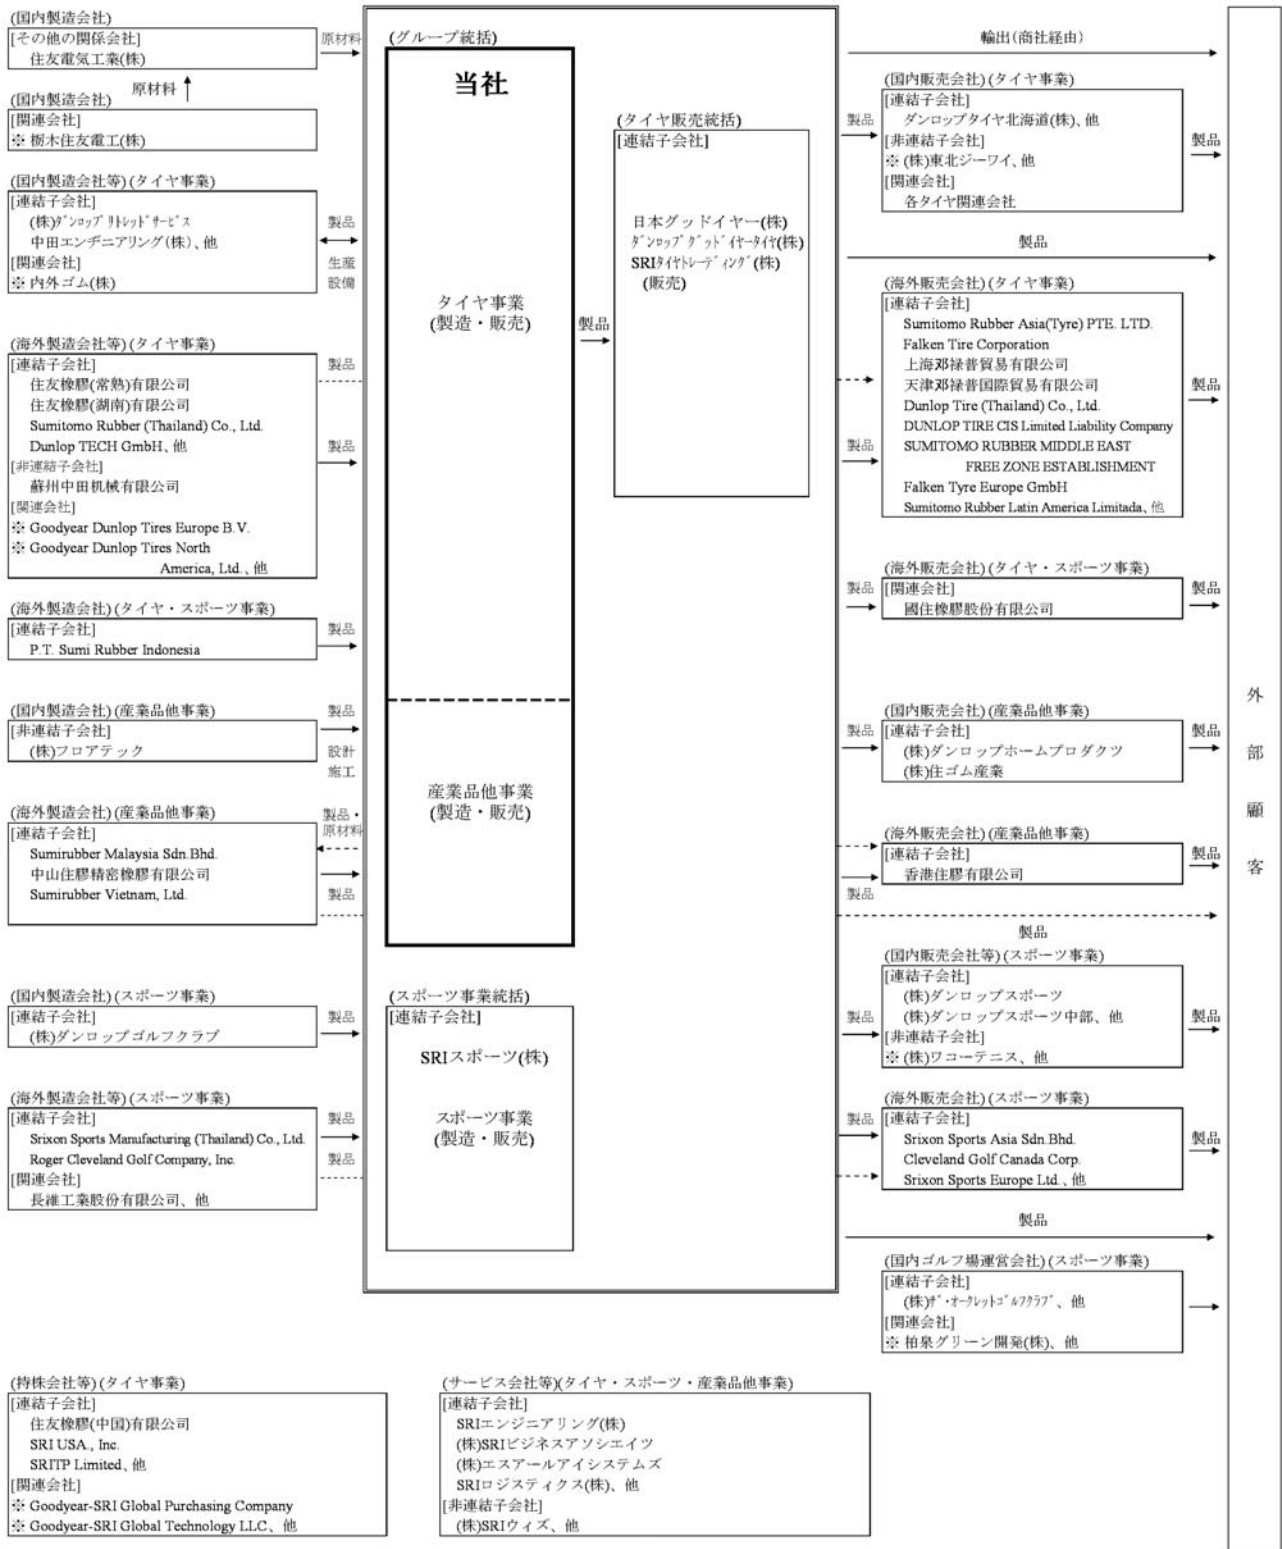 (国内製造会社)
[その他の関係会社]
住友電気工業(株)
原材料
原材料
(国内製造会社)
[関連会社]
※ 栃木住友電工(株)
(国内製造会社等)(タイヤ事業)
[連結子会社]
(株)ﾀﾞﾝﾛｯﾌﾟﾘﾄﾚｯﾄﾞｻｰﾋﾞｽ
中田エンヂニアリング(株)、他
[関連会社]
※ 内外ゴム(株)
製品
生産
設備
(海外製造会社等)(タイヤ事業)
[連結子会社]
住友橡膠(常熟)有限公司
住友橡膠(湖南)有限公司
Sumitomo Rubber (Thailand) Co., Ltd.
Dunlop TECH GmbH、他
[非連結子会社]
蘇州中田机械有限公司
[関連会社]
※ Goodyear Dunlop Tires Europe B.V.
※ Goodyear Dunlop Tires North
America, Ltd.、他
製品
製品
(海外製造会社)(タイヤ・スポーツ事業)
[連結子会社]
P.T. Sumi Rubber Indonesia
製品
(国内製造会社)(産業品他事業)
[非連結子会社]
(株)フロアテック
製品
設計
施工
(海外製造会社)(産業品他事業)
[連結子会社]
Sumirubber Malaysia Sdn.Bhd.
中山住膠精密橡膠有限公司
Sumirubber Vietnam, Ltd.
製品・
原材料
製品
(国内製造会社)(スポーツ事業)
[連結子会社]
(株)ダンロップゴルフクラブ
製品
(海外製造会社等)(スポーツ事業)
[連結子会社]
Srixon Sports Manufacturing (Thailand) Co., Ltd.
Roger Cleveland Golf Company, Inc.
[関連会社]
長維工業股份有限公司、他
製品
製品
(グループ統括)
当社
タイヤ事業
(製造・販売)
産業品他事業
(製造・販売)
製品
(タイヤ販売統括)
[連結子会社]
日本グッドイヤー(株)
ﾀﾞﾝﾛｯﾌﾟｸﾞｯﾄﾞｲﾔｰﾀｲﾔ(株)
SRIﾀｲﾔﾄﾚｰﾃﾞｨﾝｸﾞ(株)
(販売)
(スポーツ事業統括)
[連結子会社]
SRIスポーツ(株)
スポーツ事業
(製造・販売)
輸出(商社経由)
(国内販売会社)(タイヤ事業)
[連結子会社]
ダンロップタイヤ北海道(株)、他
[非連結子会社]
※ (株)東北ジーワイ、他
[関連会社]
各タイヤ関連会社
製品
製品
製品
(海外販売会社)(タイヤ事業)
[連結子会社]
Sumitomo Rubber Asia(Tyre) PTE. LTD.
Falken Tire Corporation
上海邓禄普貿易有限公司
天津邓禄普国際貿易有限公司
Dunlop Tire (Thailand) Co., Ltd.
DUNLOP TIRE CIS Limited Liability Company
SUMITOMO RUBBER MIDDLE EAST
FREE ZONE ESTABLISHMENT
Falken Tyre Europe GmbH
Sumitomo Rubber Latin America Limitada、他
製品
製品
(海外販売会社)(タイヤ・スポーツ事業)
[関連会社]
國住橡膠股份有限公司
製品
製品
(国内販売会社)(産業品他事業)
[連結子会社]
(株)ダンロップホームプロダクツ
(株)住ゴム産業
製品
製品
(海外販売会社)(産業品他事業)
[連結子会社]
香港住膠有限公司
製品
製品
製品
(国内販売会社等)(スポーツ事業)
[連結子会社]
(株)ダンロップスポーツ
(株)ダンロップスポーツ中部、他
[非連結子会社]
※ (株)ワコーテニス、他
製品
製品
(海外販売会社)(スポーツ事業)
[連結子会社]
Srixon Sports Asia Sdn.Bhd.
Cleveland Golf Canada Corp.
Srixon Sports Europe Ltd.、他
製品
製品
製品
(国内ゴルフ場運営会社)(スポーツ事業)
[連結子会社]
(株)ｻﾞ･ｵｰｸﾚｯﾄｺﾞﾙﾌｸﾗﾌﾞ、他
[関連会社]
※ 柏泉グリーン開発(株)、他
外
部
顧
客
(持株会社等)(タイヤ事業)
[連結子会社]
住友橡膠(中国)有限公司
SRI USA., Inc.
SRITP Limited、他
[関連会社]
※ Goodyear-SRI Global Purchasing Company
※ Goodyear-SRI Global Technology LLC、他
(サービス会社等)(タイヤ・スポーツ・産業品他事業)
[連結子会社]
SRIエンジニアリング(株)
(株)SRIビジネスアソシエイツ
(株)エスアールアイシステムズ
SRIロジスティクス(株)、他
[非連結子会社]
(株)SRIウィズ、他